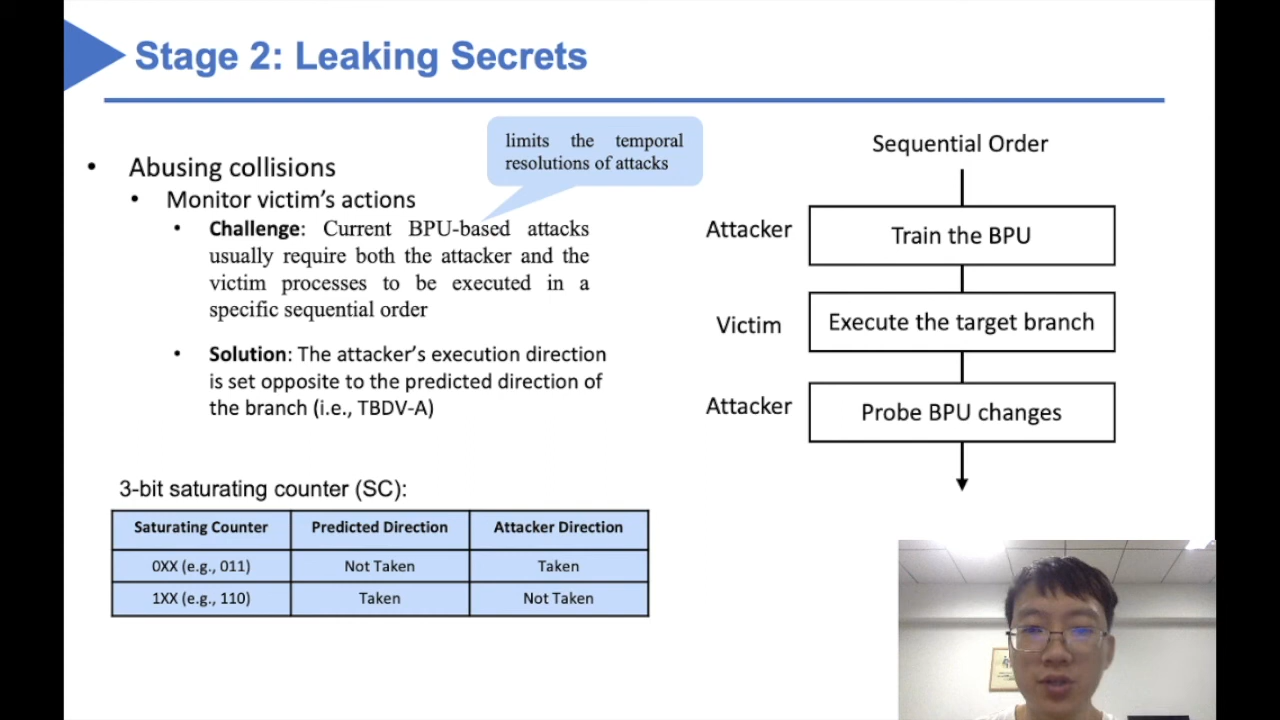 Stage 2: Leaking Secrets
limits the temporal
resolutions of attacks
• Abusing collisions
• Monitor victim's actions
• Challenge: Current BPU-based attacks
usually require both the attacker and the
victim processes to be executed in a
specific sequential order
• Solution: The attacker's execution direction
is set opposite to the predicted direction of
the branch (i.e., TBDV-A)
3-bit saturating counter (SC):
Saturating Counter Predicted Direction Attacker Direction
0XX (e.g., 011) Not Taken Taken
1XX (e.g., 110) Taken Not Taken
Sequential Order
Attacker Train the BPU
Victim Execute the target branch
Attacker Probe BPU changes